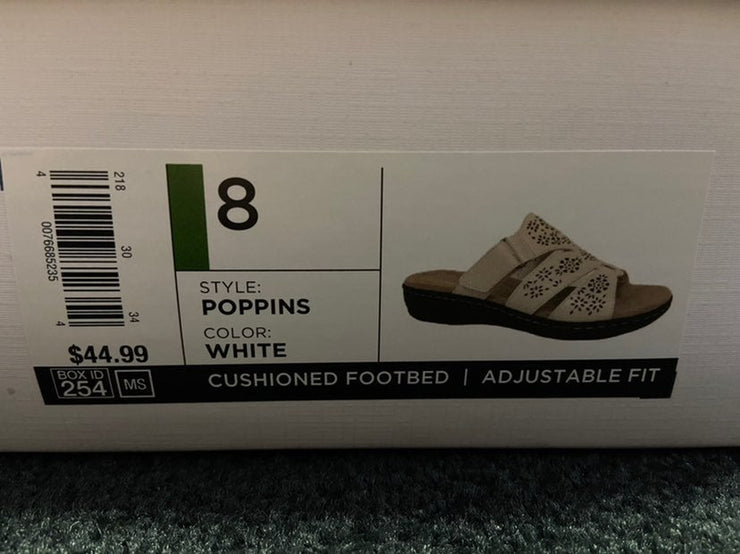 4 0076685235 4
218 30 34
$44.99
BOX ID
254 MS
8
STYLE:
POPPINS
COLOR:
WHITE
CUSHIONED FOOTBED | ADJUSTABLE FIT